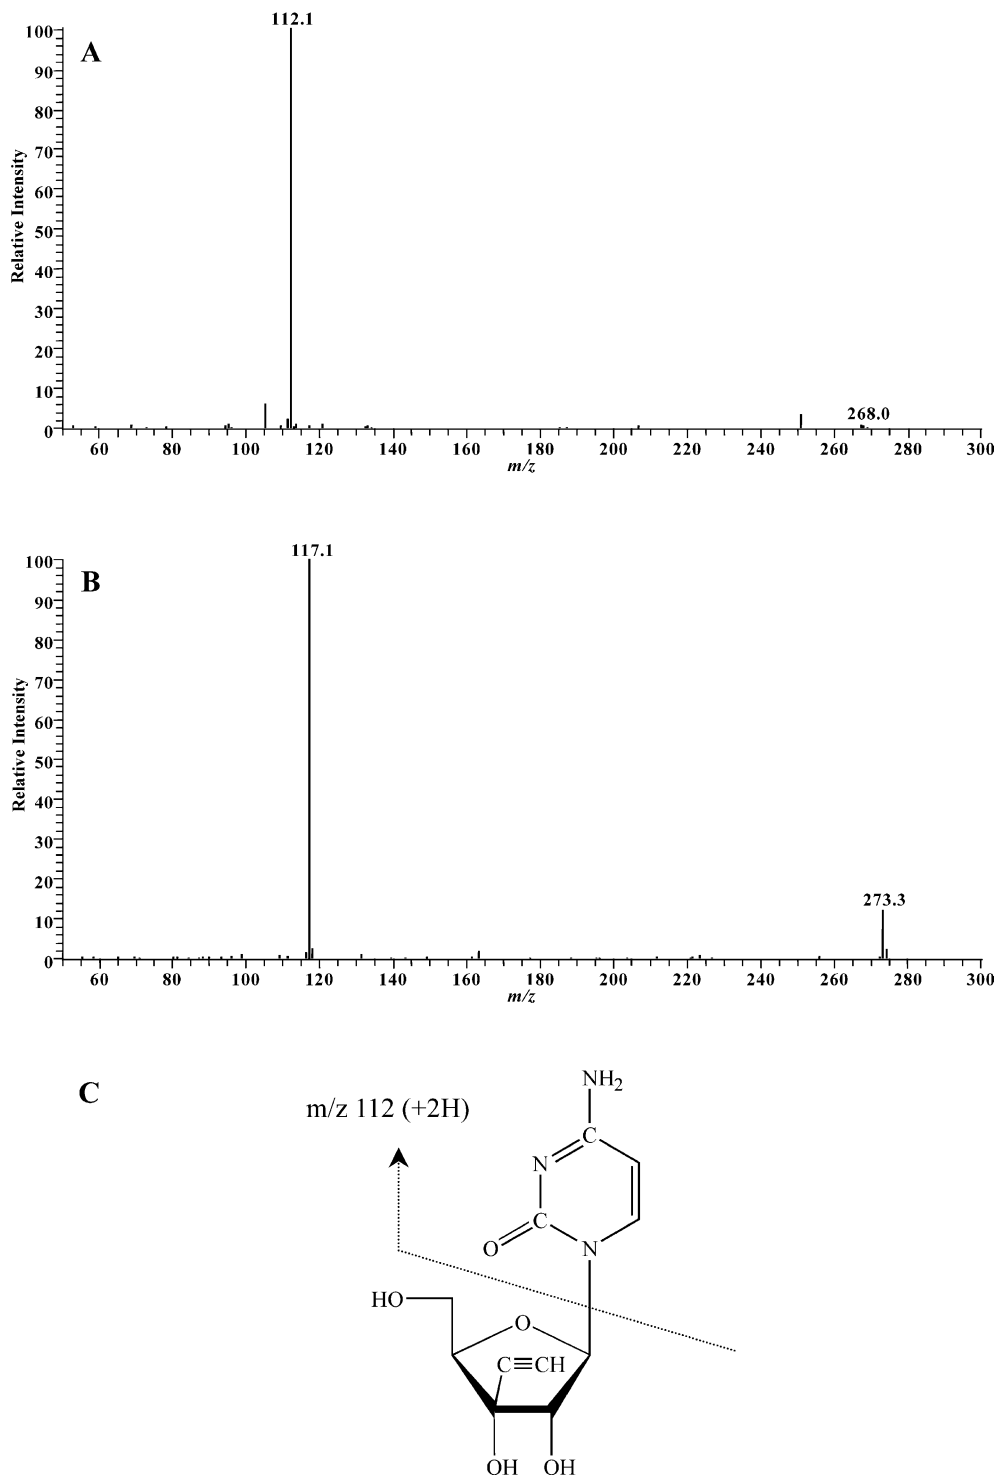 112.1
A
100
90
80
70
60
50
40
30
20
10
0
Relative Intensity
268.0
60 80 100 120 140 160 180 200 220 240 260 280 300
m/z
117.1
B
100
90
80
70
60
50
40
30
20
10
0
Relative Intensity
273.3
60 80 100 120 140 160 180 200 220 240 260 280 300
m/z
C
NH₂
m/z 112 (+2H)
C
N
C
O
N
HO
O
C≡CH
OH OH